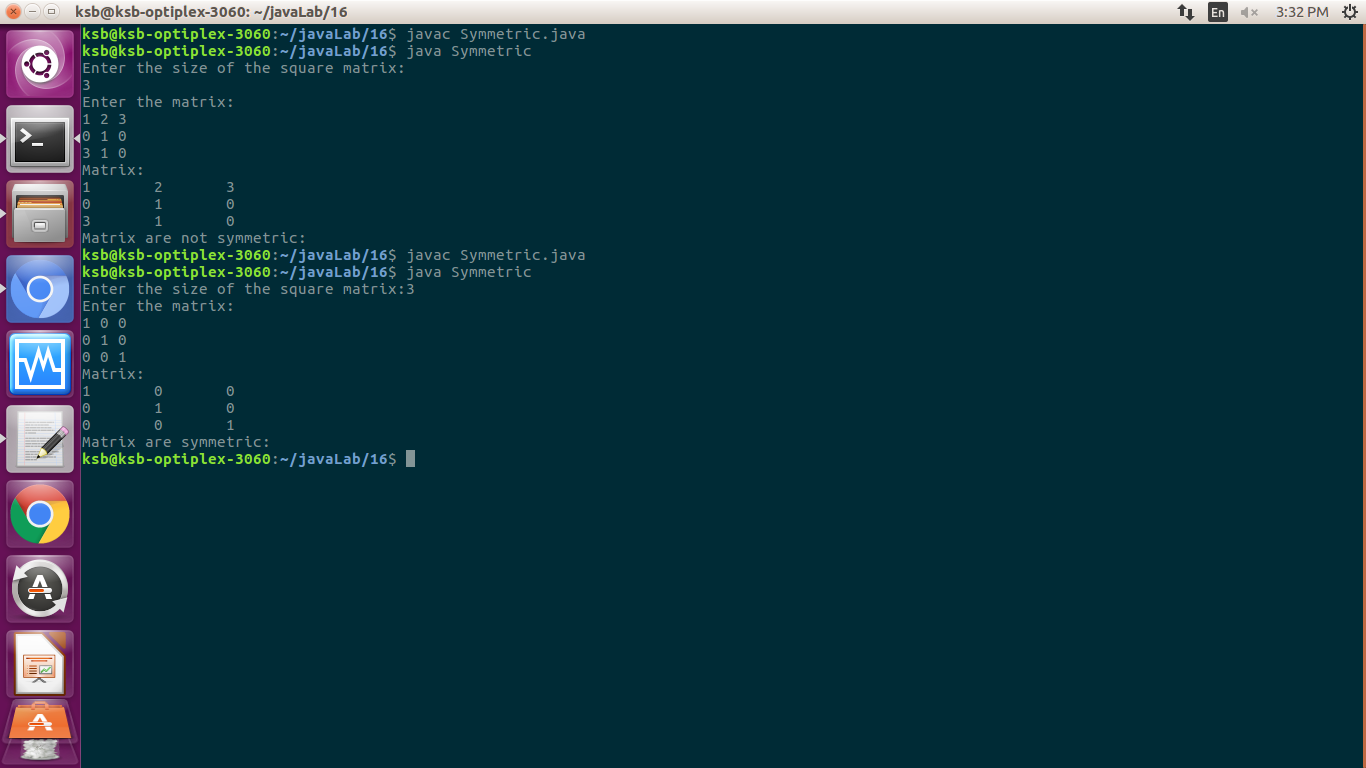 ksb@ksb-optiplex-3060: ~/javaLab/16
En
3:32 PM
ksb@ksb-optiplex-3060:~/javaLab/16$ javac Symmetric.java
ksb@ksb-optiplex-3060:~/javaLab/16$ java Symmetric
Enter the size of the square matrix:
3
Enter the matrix:
1 2 3
0 1 0
3 1 0
Matrix:
1 2 3
0 1 0
3 1 0
Matrix are not symmetric:
ksb@ksb-optiplex-3060:~/javaLab/16$ javac Symmetric.java
ksb@ksb-optiplex-3060:~/javaLab/16$ java Symmetric
Enter the size of the square matrix:3
Enter the matrix:
1 0 0
0 1 0
0 0 1
Matrix:
1 0 0
0 1 0
0 0 1
Matrix are symmetric:
ksb@ksb-optiplex-3060:~/javaLab/16$